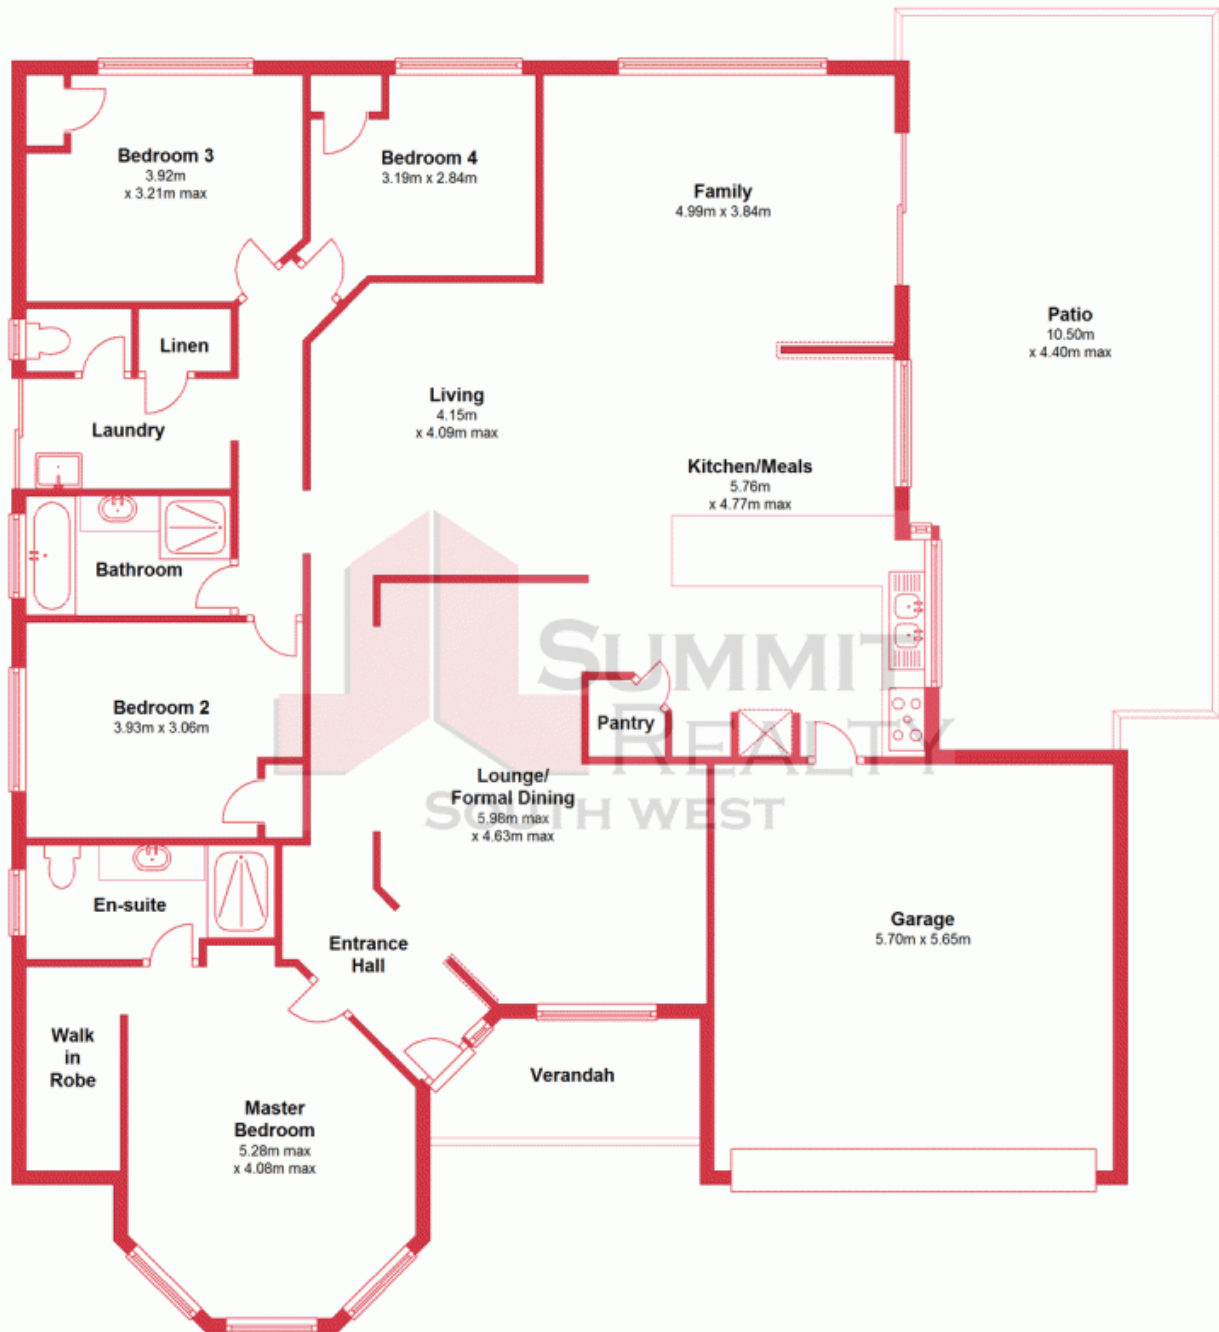 Bedroom 3
3.92m
x 3.21m max
Bedroom 4
3.19m x 2.84m
Family
4.99m x 3.84m
Patio
10.50m
x 4.40m max
Linen
Living
4.15m
x 4.09m max
Laundry
Kitchen/Meals
5.76m
x 4.77m max
Bathroom
SUMMIT
REALTY
SOUTH WEST
Bedroom 2
3.93m x 3.06m
Pantry
Lounge/
Formal Dining
5.98m max
x 4.63m max
En-suite
Entrance
Hall
Garage
5.70m x 5.65m
Walk
in
Robe
Verandah
Master
Bedroom
5.28m max
x 4.08m max